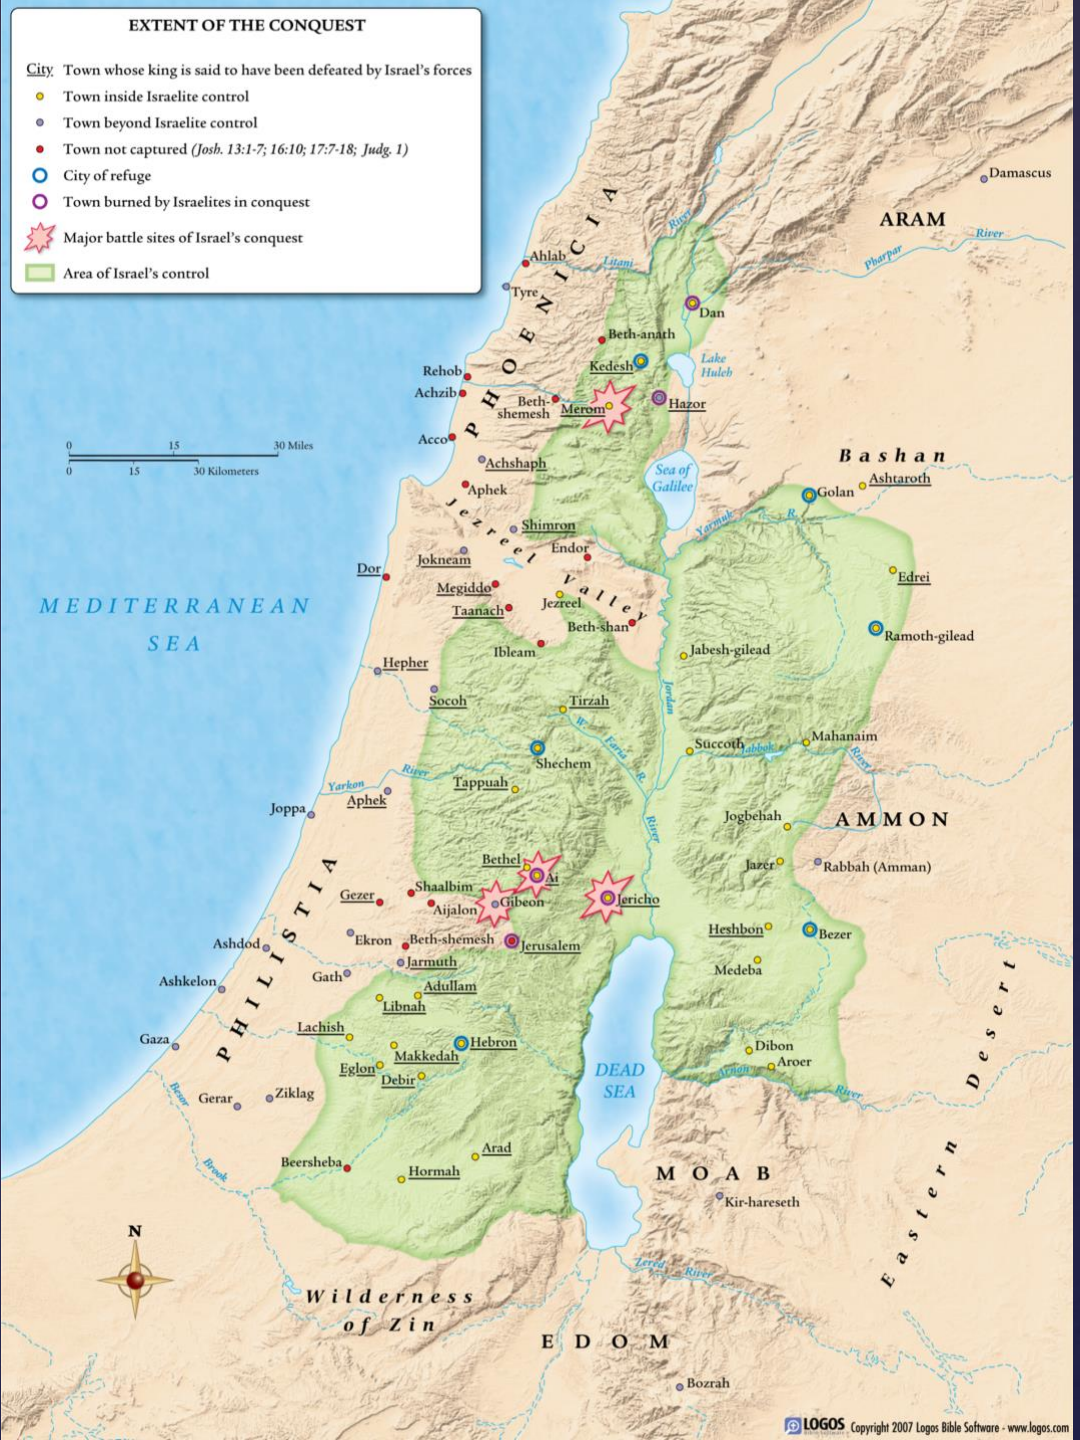 EXTENT OF THE CONQUEST
City Town whose king is said to have been defeated by Israel's forces
Town inside Israelite control
Town beyond Israelite control
Town not captured (Josh. 13:1-7; 16:10; 17:7-18; Judg. 1)
City of refuge
Town burned by Israelites in conquest
Major battle sites of Israel's conquest
Area of Israel's control
Damascus
ARAM
River
Pharpar
River
PHOENICIA
Ahlab
Litani
Tyre
Dan
Beth-anath
Kedesh
Lake
Huleh
Rehob
Achzib
Beth-
shemesh
Merom
Hazor
Acco
0 15 30 Miles
0 15 30 Kilometers
Achshaph
Sea of
Galilee
Bashan
Ashtaroth
Golan
Aphek
Jezreel Valley
Shimron
Yarmuk R.
Endor
Jokneam
Dor
Megiddo
Taanach
Jezreel
Beth-shan
Edrei
MEDITERRANEAN
SEA
Ramoth-gilead
Ibleam
Jabesh-gilead
Hepher
Socoh
Tirzah
Jordan
River
W. Faria R.
Succoth
Jabbok
River
Mahanaim
Shechem
Tappuah
Yarkon
River
Aphek
Joppa
Jogbehah
AMMON
Bethel
Ai
Jazer
Rabbah (Amman)
Shaalbim
Gezer
Aijalon
Gibeon
Jericho
PHILISTIA
Ashdod
Ekron
Beth-shemesh
Jerusalem
Heshbon
Bezer
Jarmuth
Gath
Medeba
Ashkelon
Adullam
Libnah
Lachish
Gaza
Makkedah
Hebron
Eglon
Debir
DEAD
SEA
Dibon
Aroer
Arnon
River
Eastern Desert
Besor
Brook
Gerar
Ziklag
Beersheba
Arad
Hormah
MOAB
Kir-hareseth
N
Zered
River
Wilderness
of Zin
EDOM
Bozrah
LOGOS
Bible Software
Copyright 2007 Logos Bible Software - www.logos.com